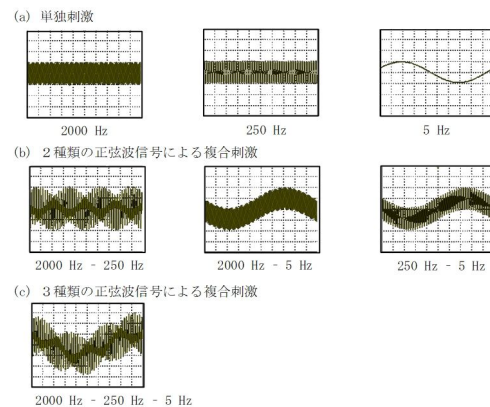 (a) 単独刺激
2000 Hz
250 Hz
5 Hz
(b) 2種類の正弦波信号による複合刺激
2000 Hz - 250 Hz
2000 Hz - 5 Hz
250 Hz - 5 Hz
(c) 3種類の正弦波信号による複合刺激
2000 Hz - 250 Hz - 5 Hz